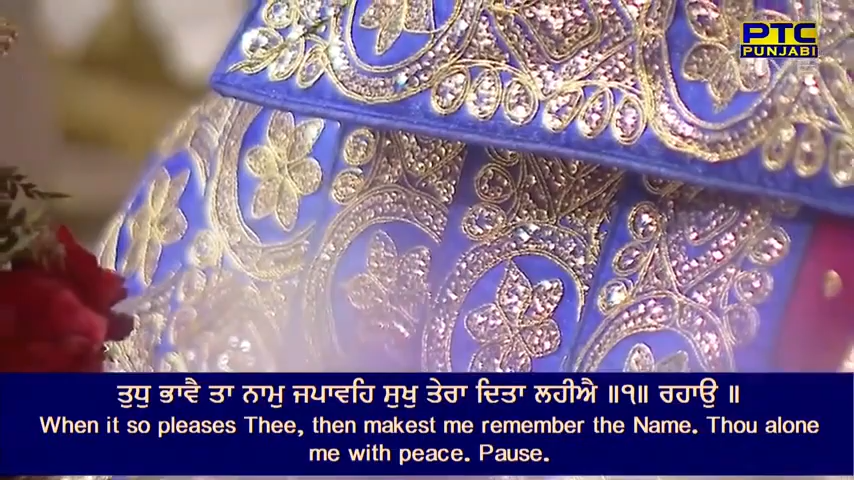 PTC
PUNJABI
ਤੁਧੁ ਭਾਵੈ ਤਾ ਨਾਮੁ ਜਪਾਵਹਿ ਸੁਖੁ ਤੇਰਾ ਦਿਤਾ ਲਹੀਐ ॥੧॥ ਰਹਾਉ ॥
When it so pleases Thee, then makest me remember the Name. Thou alone
me with peace. Pause.